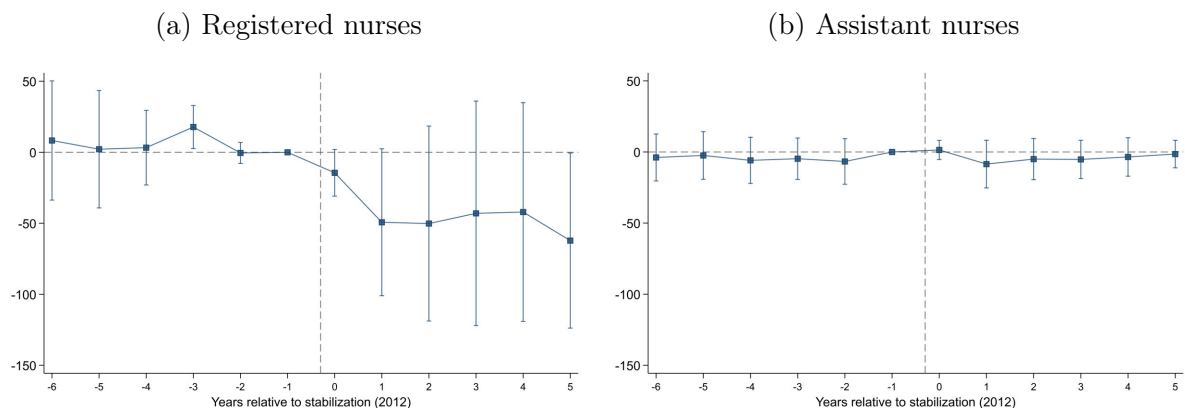 (a) Registered nurses
50
0
-50
-100
-150
-6 -5 -4 -3 -2 -1 0 1 2 3 4 5
Years relative to stabilization (2012)
(b) Assistant nurses
50
0
-50
-100
-150
-6 -5 -4 -3 -2 -1 0 1 2 3 4 5
Years relative to stabilization (2012)